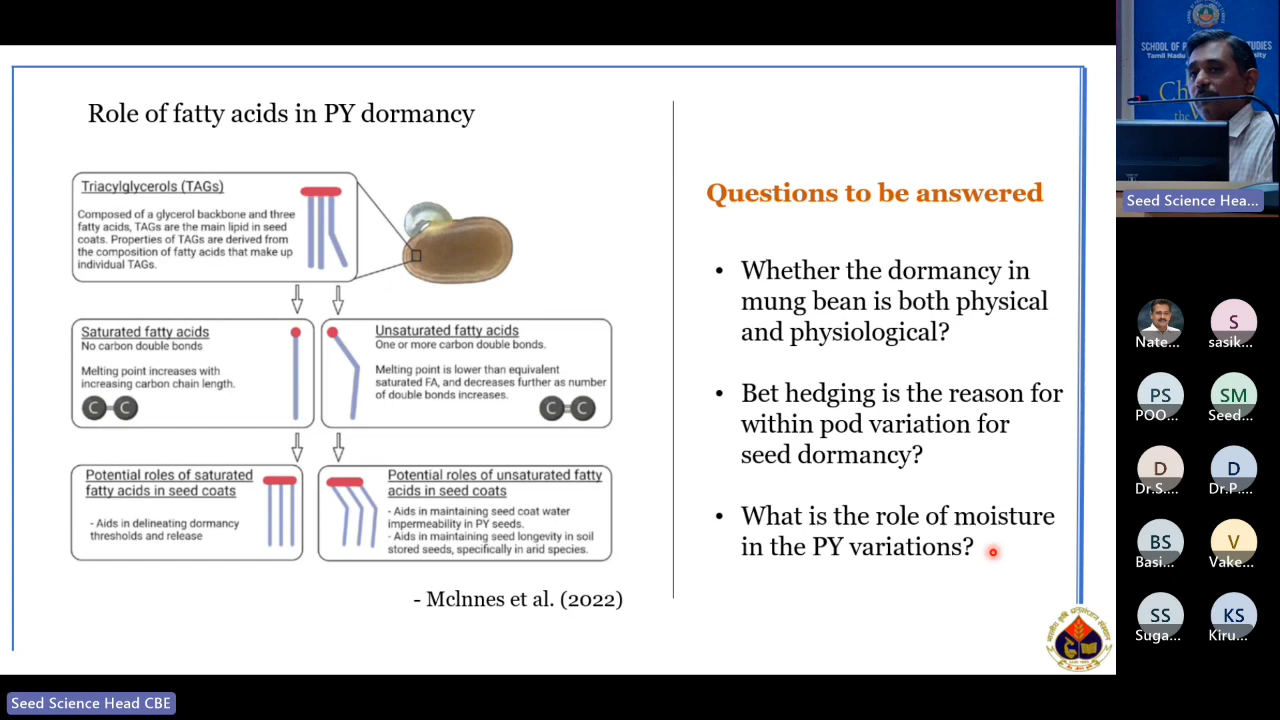 Role of fatty acids in PY dormancy
Triacylglycerols (TAGs)
Composed of a glycerol backbone and three
fatty acids, TAGs are the main lipid in seed
coats. Properties of TAGs are derived from
the composition of fatty acids that make up
individual TAGs.
Saturated fatty acids
No carbon double bonds
Melting point increases with
increasing carbon chain length.
C C
Unsaturated fatty acids
One or more carbon double bonds.
Melting point is lower than equivalent
saturated FA, and decreases further as number
of double bonds increases.
C C
Potential roles of saturated
fatty acids in seed coats
- Aids in delineating dormancy
thresholds and release
Potential roles of unsaturated fatty
acids in seed coats
- Aids in maintaining seed coat water
impermeability in PY seeds.
- Aids in maintaining seed longevity in soil
stored seeds, specifically in arid species.
- McInnes et al. (2022)
Questions to be answered
• Whether the dormancy in
mung bean is both physical
and physiological?
• Bet hedging is the reason for
within pod variation for
seed dormancy?
• What is the role of moisture
in the PY variations?
SCHOOL OF P
Tamil Nadu
Ch
the
Seed Science Hea...
Nate...
S
sasik...
PS
POO...
SM
Seed...
D
Dr.S....
D
Dr.P....
BS
Basi...
V
Vake...
SS
Suga...
KS
Kiru...
Seed Science Head CBE